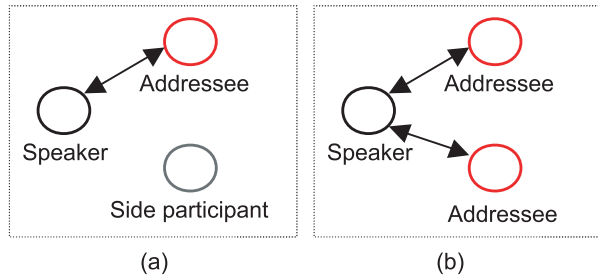 Addressee
Speaker
Side participant
(a)
Addressee
Speaker
Addressee
(b)